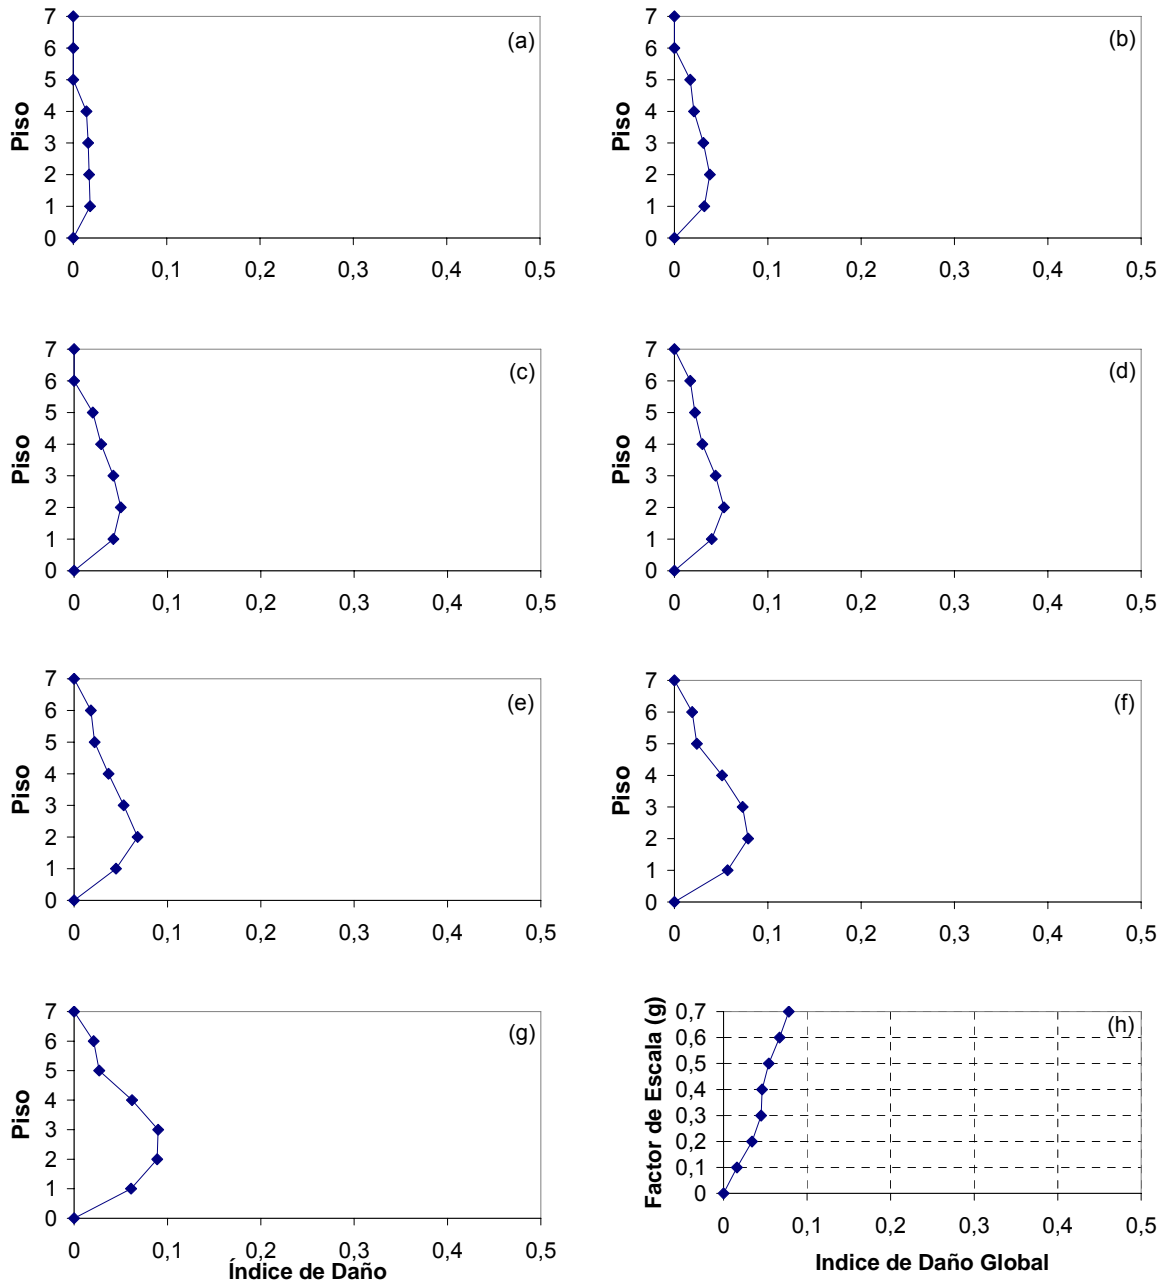 (a)
Piso
7
6
5
4
3
2
1
0
0 0,1 0,2 0,3 0,4 0,5
(b)
Piso
7
6
5
4
3
2
1
0
0 0,1 0,2 0,3 0,4 0,5
(c)
Piso
7
6
5
4
3
2
1
0
0 0,1 0,2 0,3 0,4 0,5
(d)
Piso
7
6
5
4
3
2
1
0
0 0,1 0,2 0,3 0,4 0,5
(e)
Piso
7
6
5
4
3
2
1
0
0 0,1 0,2 0,3 0,4 0,5
(f)
Piso
7
6
5
4
3
2
1
0
0 0,1 0,2 0,3 0,4 0,5
(g)
Piso
7
6
5
4
3
2
1
0
0 0,1 0,2 0,3 0,4 0,5
Índice de Daño
(h)
Factor de Escala (g)
0,7
0,6
0,5
0,4
0,3
0,2
0,1
0
0 0,1 0,2 0,3 0,4 0,5
Indice de Daño Global